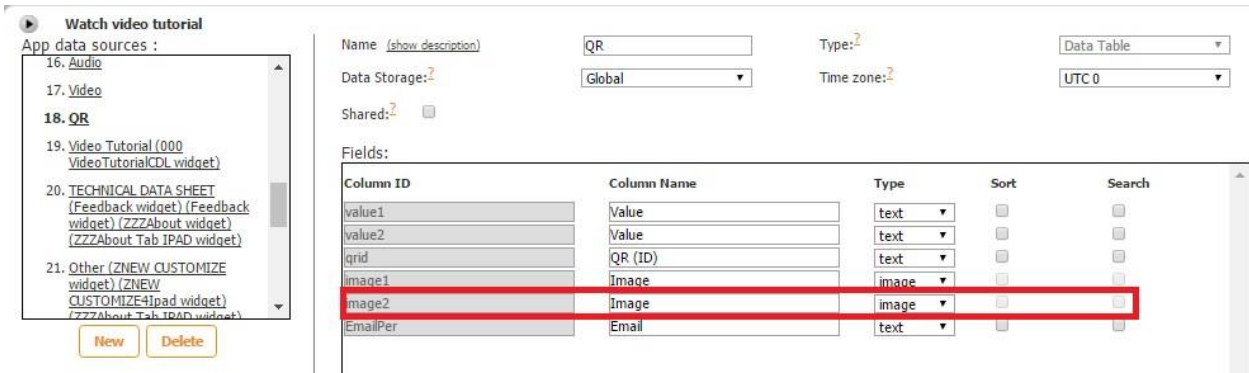 Watch video tutorial
App data sources :
16. Audio
17. Video
18. QR
19. Video Tutorial (000
VideoTutorialCDL widget)
20. TECHNICAL DATA SHEET
(Feedback widget) (Feedback
widget) (ZZZAbout widget)
(ZZZAbout Tab IPAD widget)
21. Other (ZNEW CUSTOMIZE
widget) (ZNEW
CUSTOMIZE4Ipad widget)
(ZZZAbout Tab IPAD widget)
New Delete
Name (show description) QR Type:? Data Table
Data Storage:? Global Time zone:? UTC 0
Shared:?
Fields:
Column ID Column Name Type Sort Search
value1 Value text
value2 Value text
qrid QR (ID) text
image1 Image image
image2 Image image
EmailPer Email text